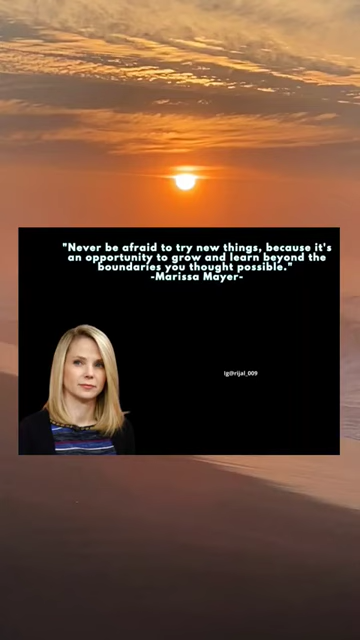 "Never be afraid to try new things, because it's
an opportunity to grow and learn beyond the
boundaries you thought possible."
-Marissa Mayer-
Ig@rijal_009